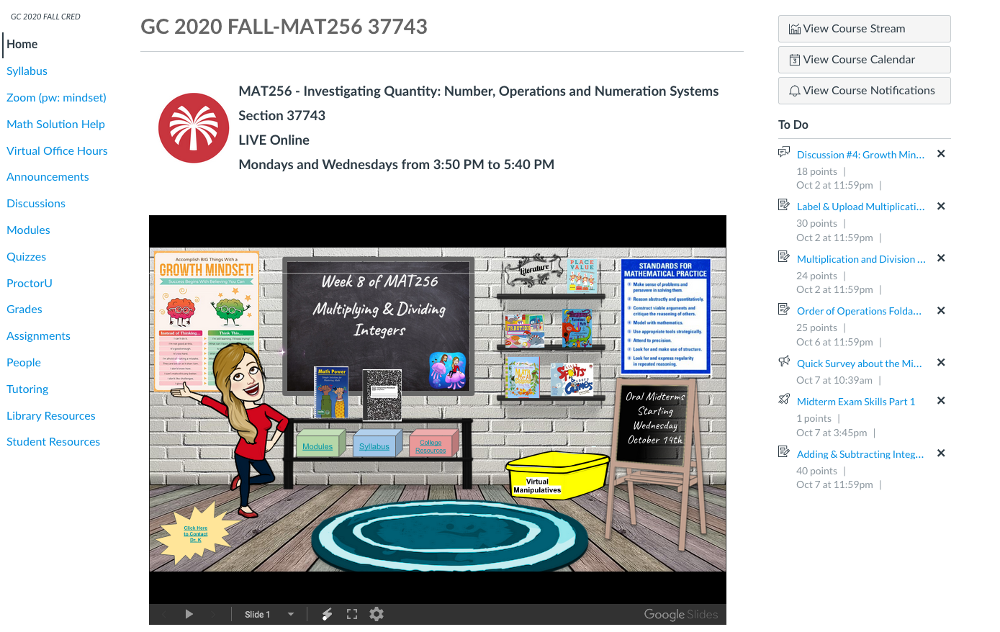 GC 2020 FALL CRED
Home
Syllabus
Zoom (pw: mindset)
Math Solution Help
Virtual Office Hours
Announcements
Discussions
Modules
Quizzes
ProctorU
Grades
Assignments
People
Tutoring
Library Resources
Student Resources
GC 2020 FALL-MAT256 37743
MAT256 - Investigating Quantity: Number, Operations and Numeration Systems
Section 37743
LIVE Online
Mondays and Wednesdays from 3:50 PM to 5:40 PM
Accomplish BIG Things With a
GROWTH MINDSET!
Success Begins With Believing You Can
Instead of Thinking...
Think This...
Week 8 of MAT256
Multiplying & Dividing
Integers
Math Power
Modules
Syllabus
College
Resources
Literature
PLACE
VALUE
FRACTION
STANDARDS FOR
MATHEMATICAL PRACTICE
1 Make sense of problems and
persevere in solving them.
2 Reason abstractly and quantitatively.
3 Construct viable arguments and
critique the reasoning of others.
4 Model with mathematics.
5 Use appropriate tools strategically.
6 Attend to precision.
7 Look for and make use of structure.
8 Look for and express regularity
in repeated reasoning.
Oral Midterms
Starting
Wednesday
October 14th
Virtual
Manipulatives
Click Here
to Contact
Dr. K
Slide 1
Google Slides
View Course Stream
3 View Course Calendar
View Course Notifications
To Do
Discussion #4: Growth Min...
18 points |
Oct 2 at 11:59pm |
Label & Upload Multiplicati...
30 points |
Oct 2 at 11:59pm |
Multiplication and Division ...
24 points |
Oct 2 at 11:59pm |
Order of Operations Folda...
25 points |
Oct 6 at 11:59pm |
Quick Survey about the Mi...
Oct 7 at 10:39am |
Midterm Exam Skills Part 1
1 points |
Oct 7 at 3:45pm |
Adding & Subtracting Integ...
40 points |
Oct 7 at 11:59pm |